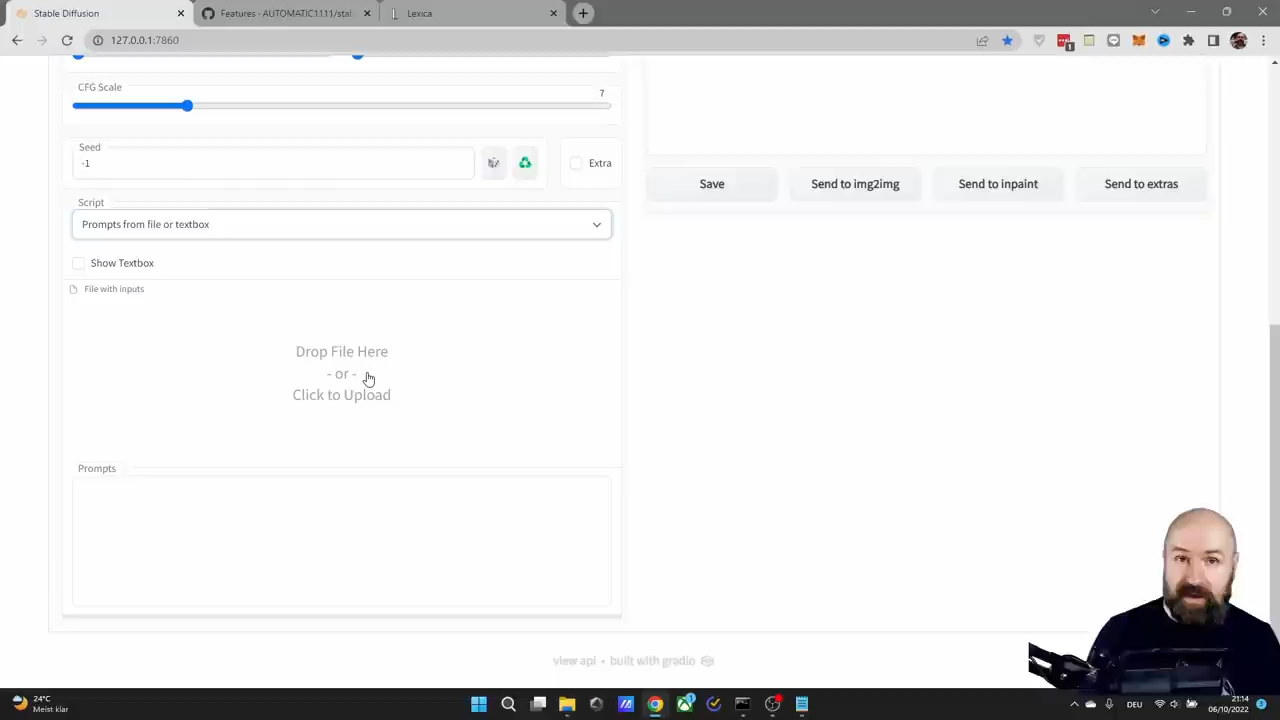 Stable Diffusion
Features - AUTOMATIC1111/stal
Lexica
127.0.0.1:7860
1
CFG Scale
7
Seed
-1
Extra
Save
Send to img2img
Send to inpaint
Send to extras
Script
Prompts from file or textbox
Show Textbox
File with inputs
Drop File Here
- or -
Click to Upload
Prompts
view api • built with gradio
24°C
Meist klar
1
DEU
21:14
06/10/2022